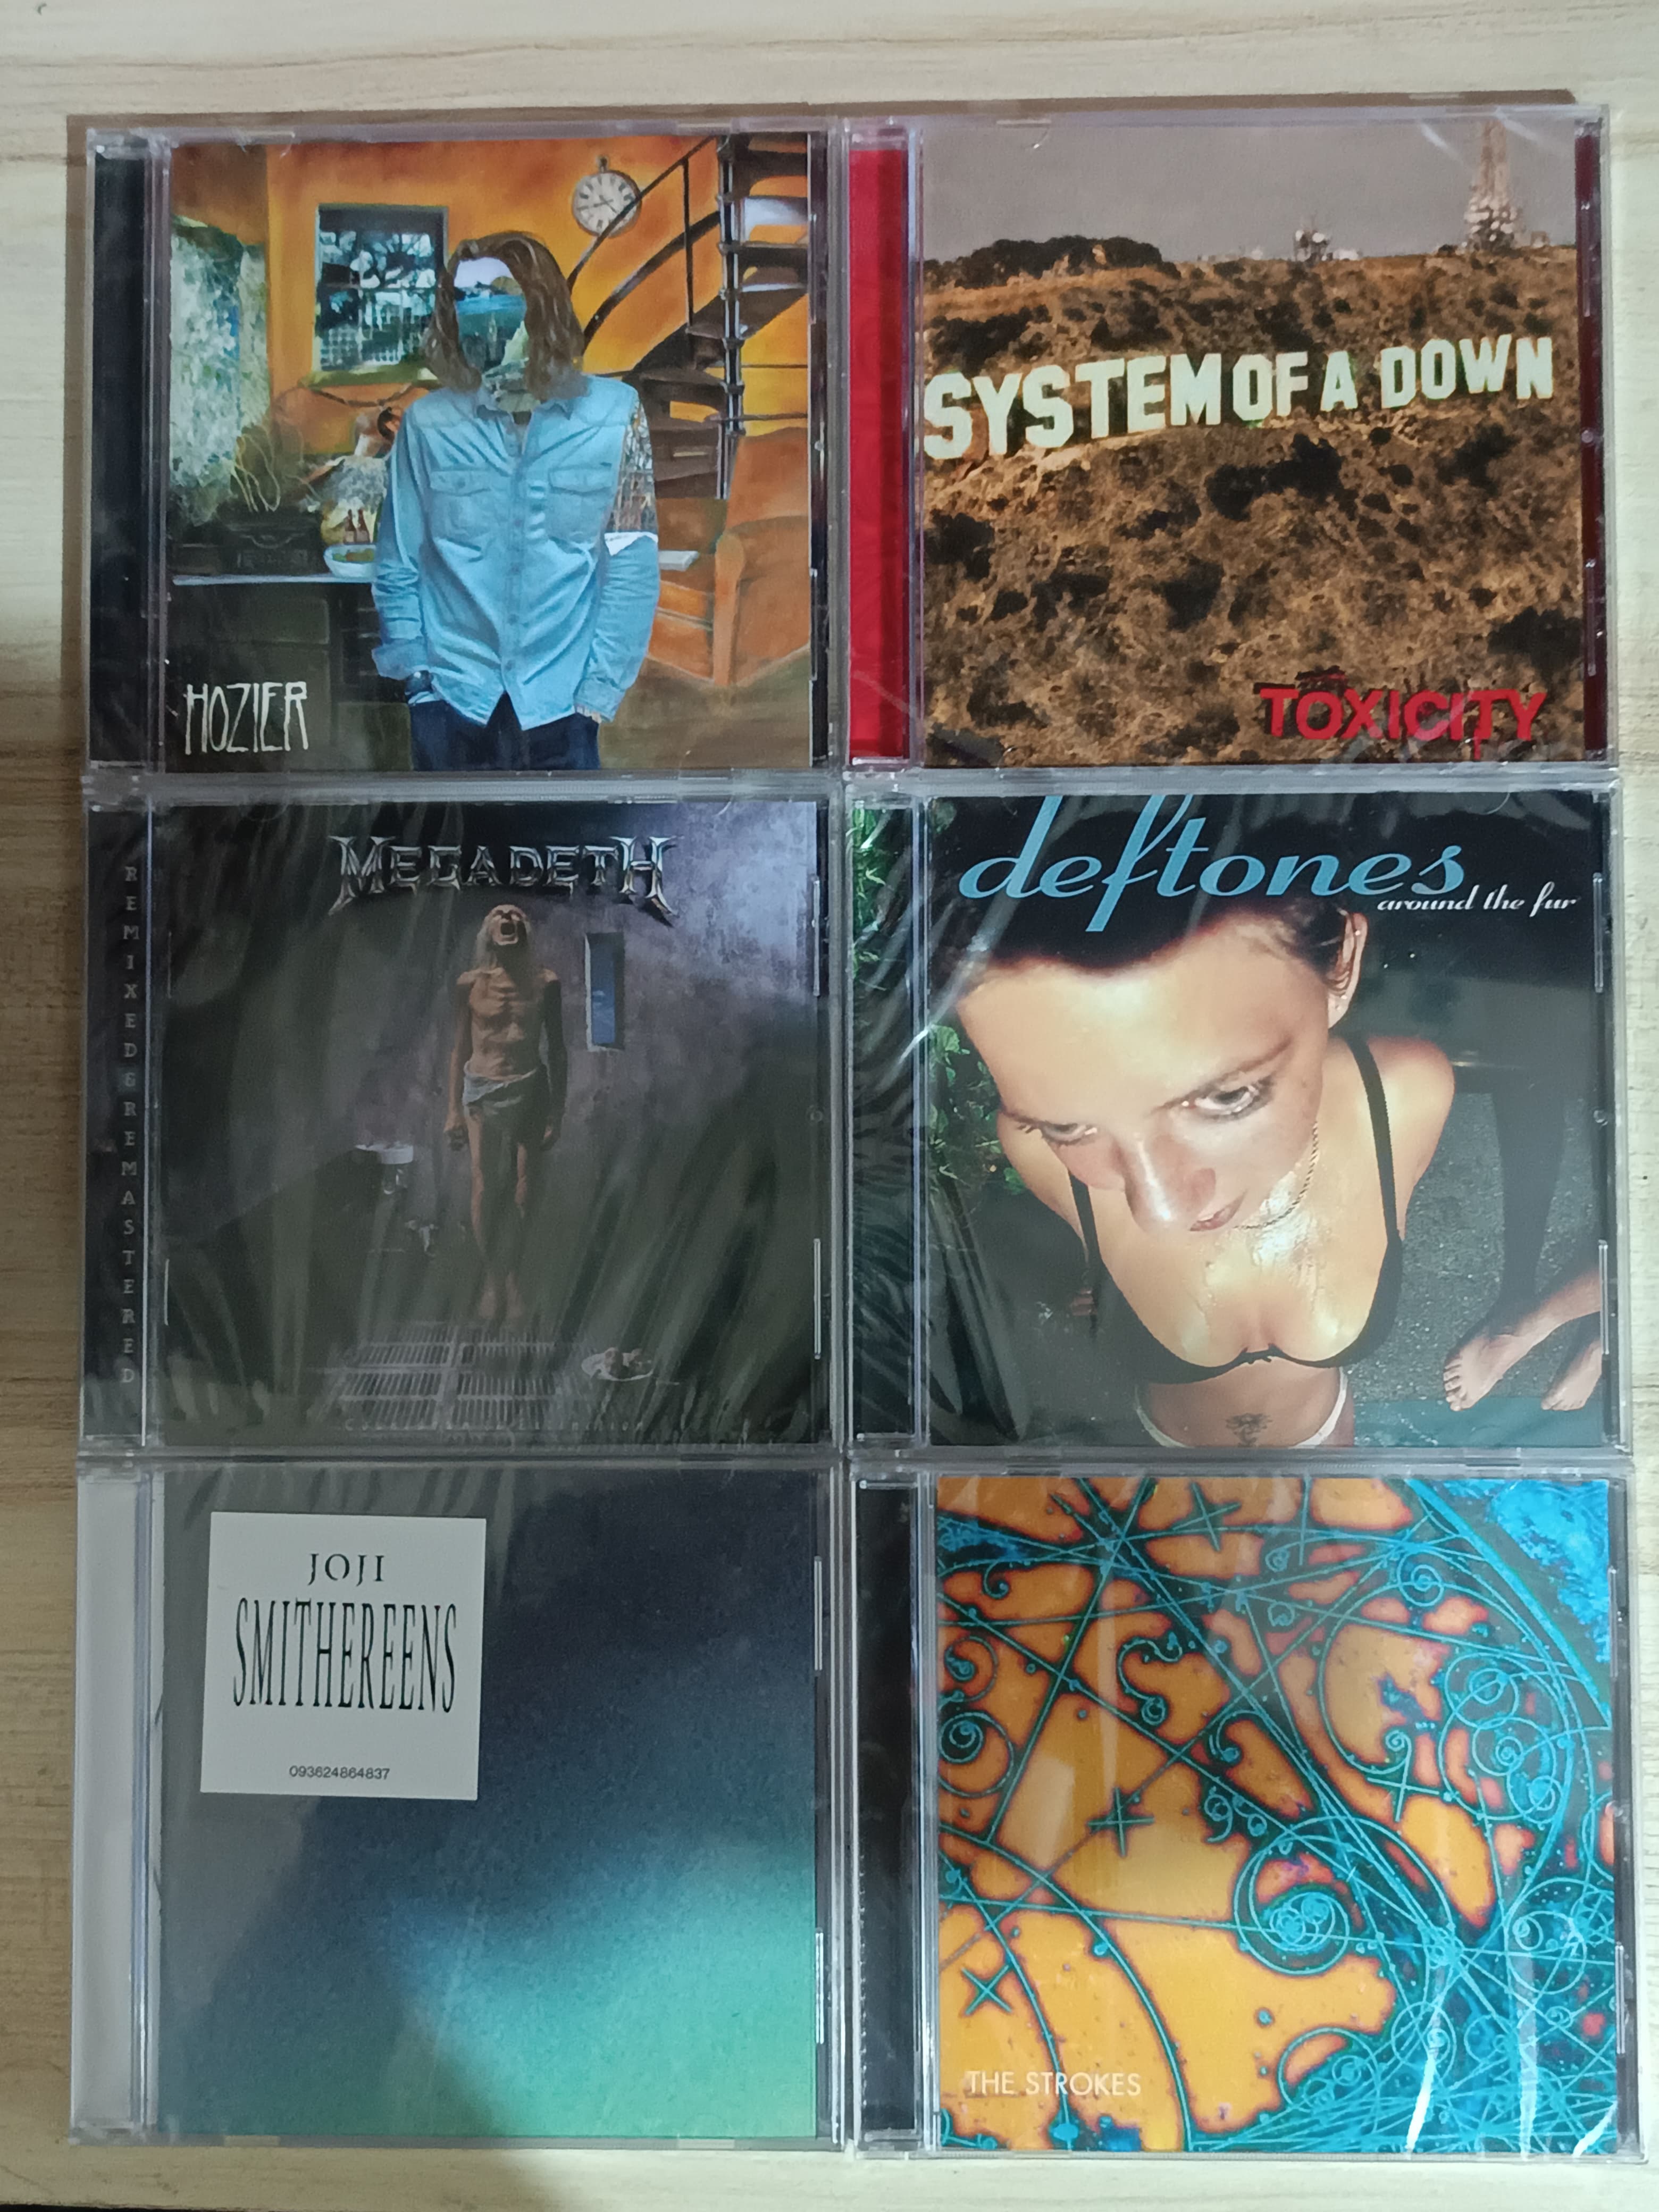 HOZIER
SYSTEM OF A DOWN
TOXICITY
REMIXED & REMASTERED
MEGADETH
deftones
around the fur
JOJI
SMITHEREENS
093624864837
THE STROKES